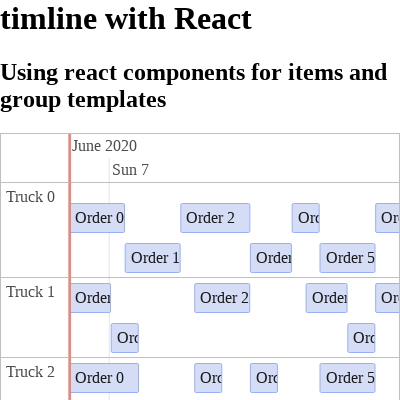 timline with React
Using react components for items and
group templates
June 2020
Sun 7
Truck 0
Order 0 Order 2 Orc Or
Order 1 Order Order 5
Truck 1
Order Order 2 Order Or
Orc Orc
Truck 2
Order 0 Orc Orc Order 5